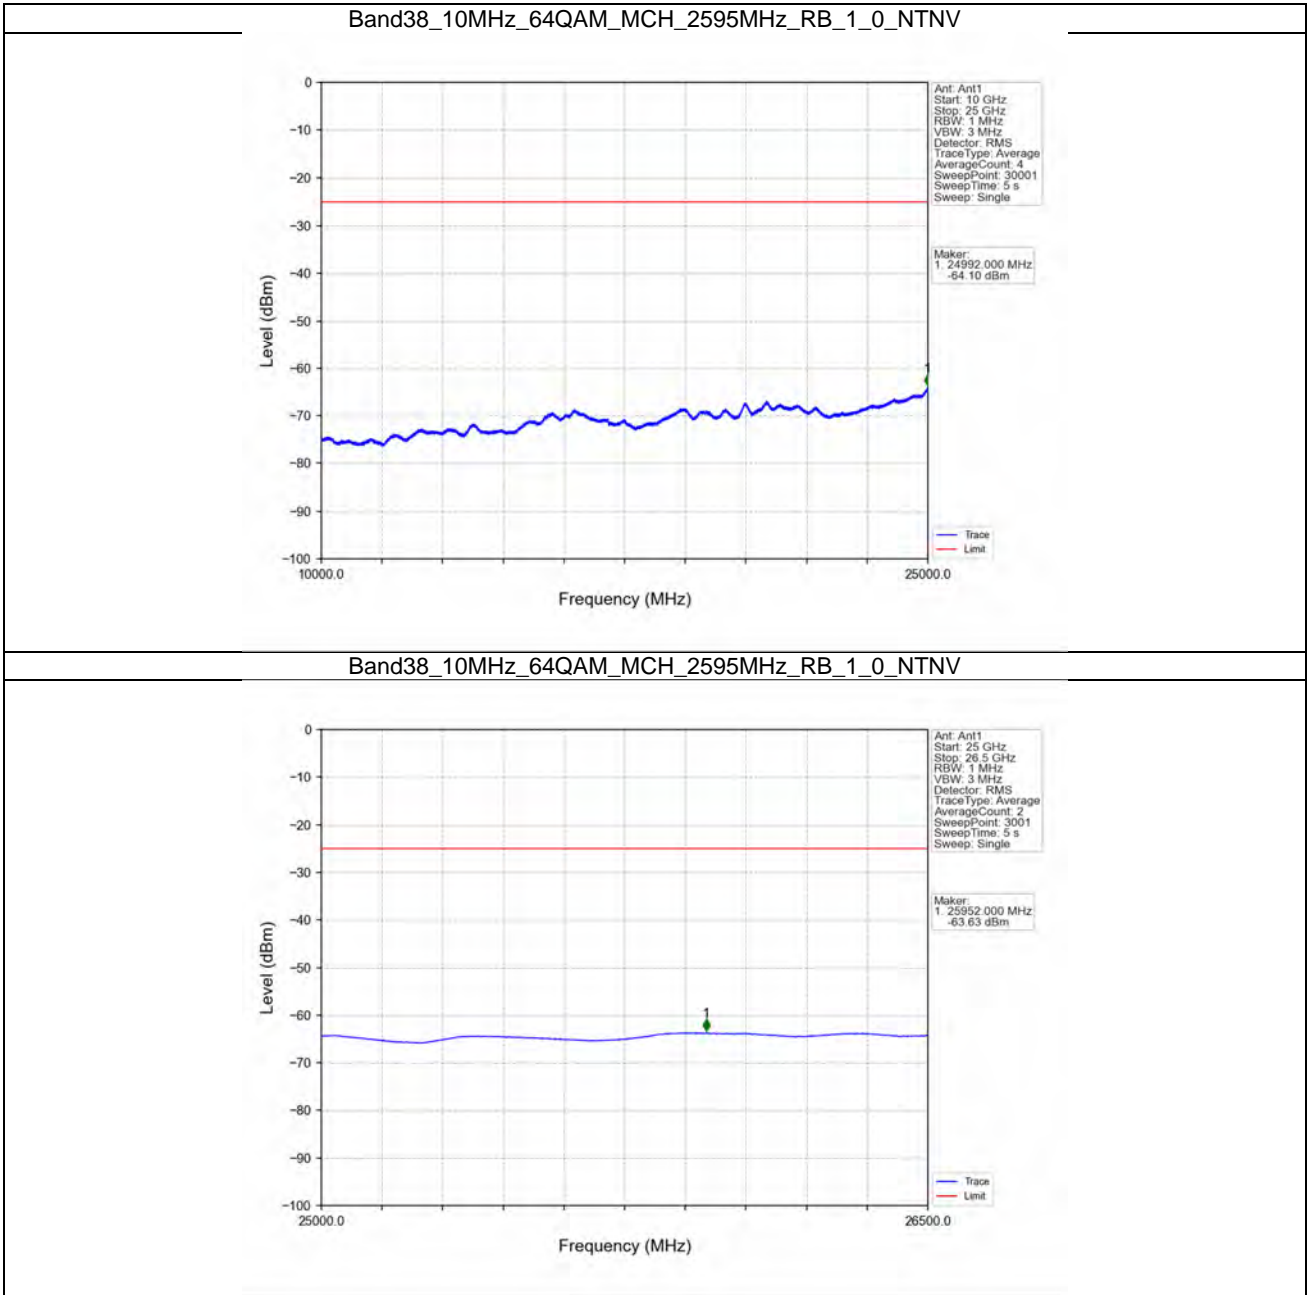 Band38_10MHz_64QAM_MCH_2595MHz_RB_1_0_NTNV
0
−10
−20
−30
−40
−50
−60
−70
−80
−90
−100
Level (dBm)
10000.0
25000.0
Frequency (MHz)
1
Ant: Ant1
Start: 10 GHz
Stop: 25 GHz
RBW: 1 MHz
VBW: 3 MHz
Detector: RMS
TraceType: Average
AverageCount: 4
SweepPoint: 30001
SweepTime: 5 s
Sweep: Single
Maker:
1. 24992.000 MHz
-64.10 dBm
Trace
Limit
Band38_10MHz_64QAM_MCH_2595MHz_RB_1_0_NTNV
0
−10
−20
−30
−40
−50
−60
−70
−80
−90
−100
Level (dBm)
25000.0
26500.0
Frequency (MHz)
1
Ant: Ant1
Start: 25 GHz
Stop: 26.5 GHz
RBW: 1 MHz
VBW: 3 MHz
Detector: RMS
TraceType: Average
AverageCount: 2
SweepPoint: 3001
SweepTime: 5 s
Sweep: Single
Maker:
1. 25952.000 MHz
-63.63 dBm
Trace
Limit